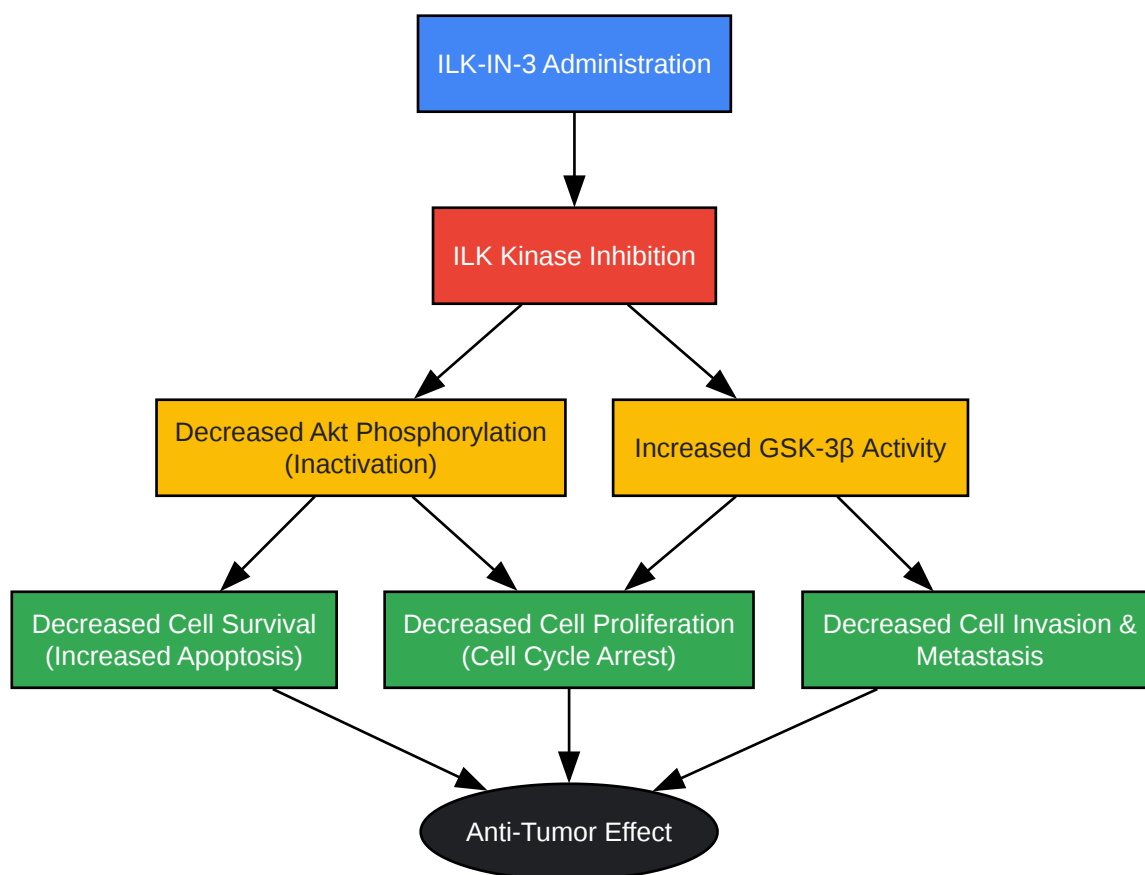 ILK-IN-3 Administration
ILK Kinase Inhibition
Decreased Akt Phosphorylation
(Inactivation)
Increased GSK-3β Activity
Decreased Cell Survival
(Increased Apoptosis)
Decreased Cell Proliferation
(Cell Cycle Arrest)
Decreased Cell Invasion &
Metastasis
Anti-Tumor Effect